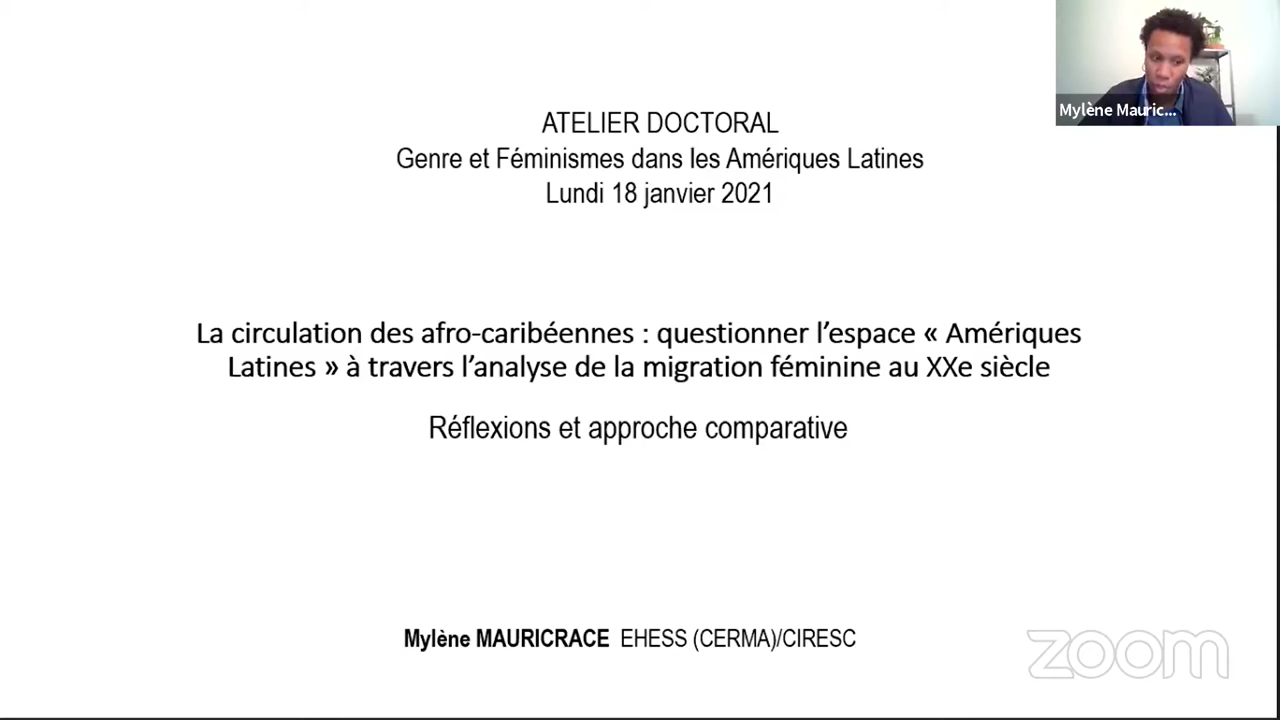 Mylène Mauric...
ATELIER DOCTORAL
Genre et Féminismes dans les Amériques Latines
Lundi 18 janvier 2021
La circulation des afro-caribéennes : questionner l’espace « Amériques
Latines » à travers l’analyse de la migration féminine au XXe siècle
Réflexions et approche comparative
Mylène MAURICRACE EHESS (CERMA)/CIRESC
zoom